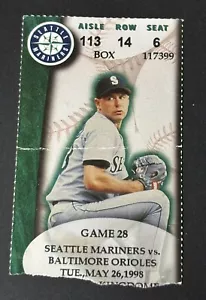 SEATTLE
MARINERS
AISLE ROW SEAT
113 14 6
BOX 117399
S
GAME 28
SEATTLE MARINERS vs.
BALTIMORE ORIOLES
TUE., MAY 26, 1998
KINGDOME